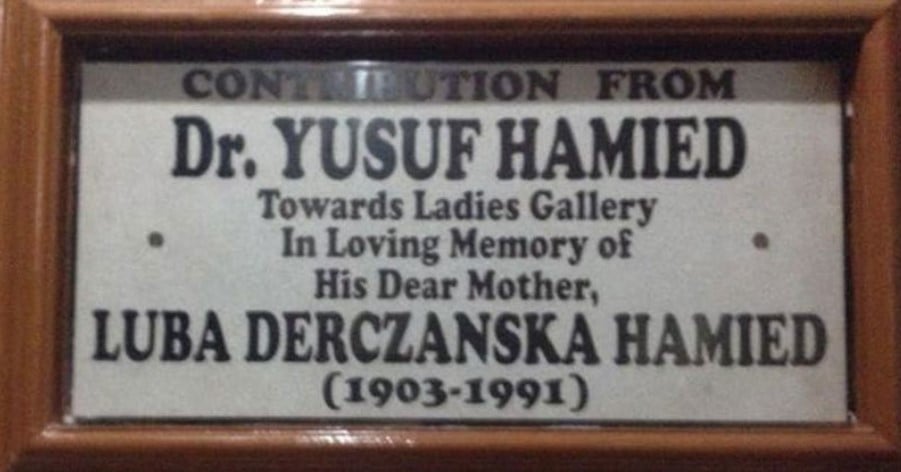 CONTRIBUTION FROM
Dr. YUSUF HAMIED
Towards Ladies Gallery
In Loving Memory of
His Dear Mother,
LUBA DERCZANSKA HAMIED
(1903-1991)